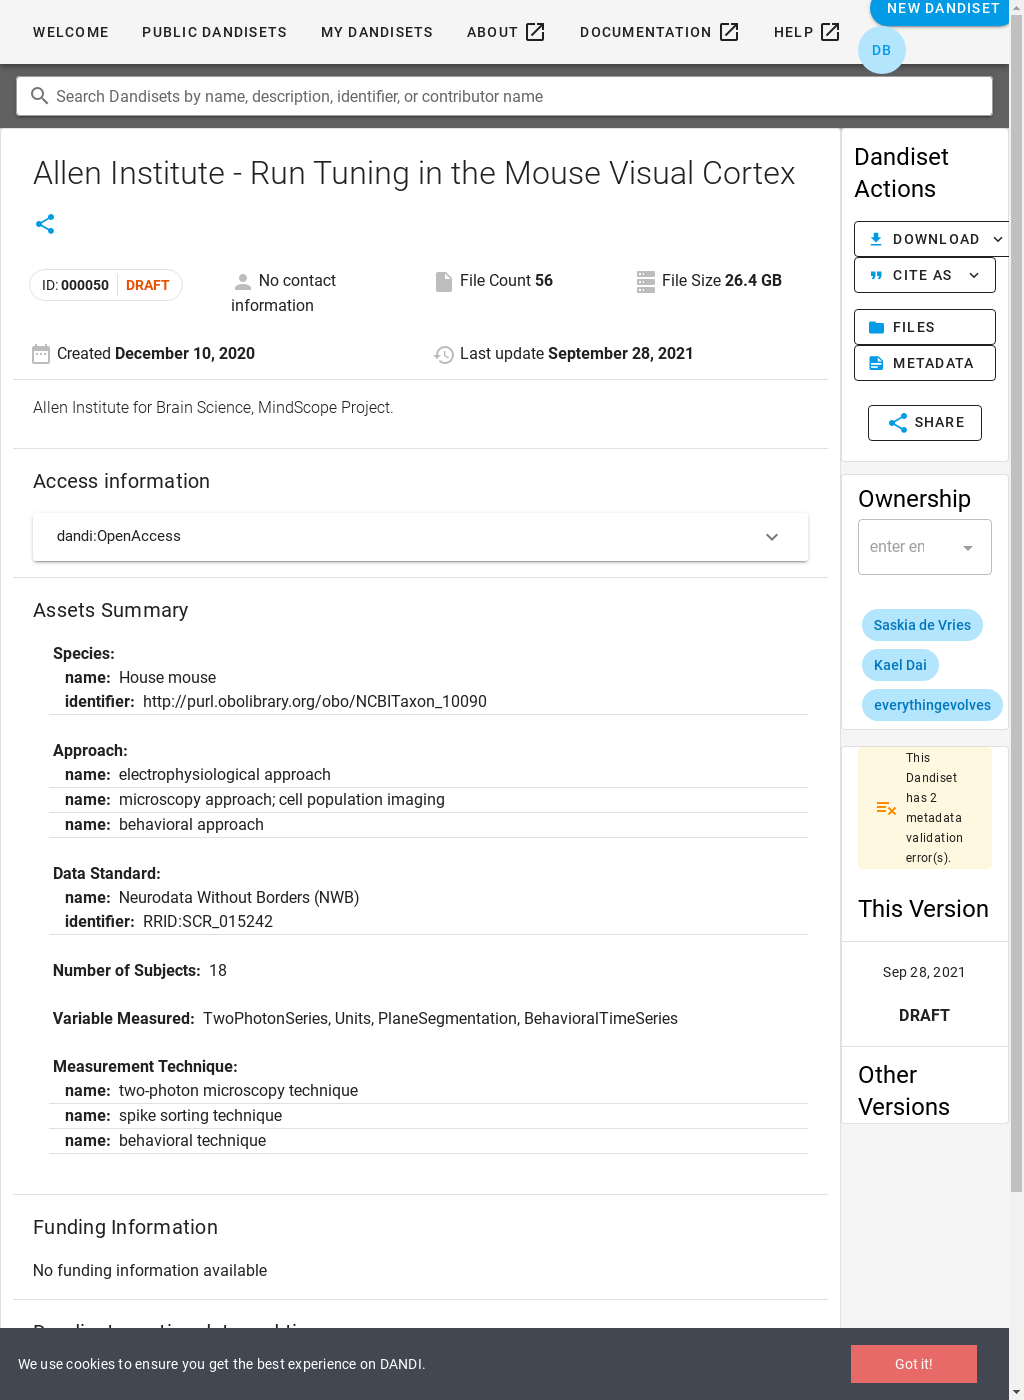 WELCOME PUBLIC DANDISETS MY DANDISETS ABOUT DOCUMENTATION HELP NEW DANDISET
DB
Search Dandisets by name, description, identifier, or contributor name
Allen Institute - Run Tuning in the Mouse Visual Cortex
ID: 000050 DRAFT
No contact
information
File Count 56
File Size 26.4 GB
Created December 10, 2020
Last update September 28, 2021
Allen Institute for Brain Science, MindScope Project.
Access information
dandi:OpenAccess
Assets Summary
Species:
name: House mouse
identifier: http://purl.obolibrary.org/obo/NCBITaxon_10090
Approach:
name: electrophysiological approach
name: microscopy approach; cell population imaging
name: behavioral approach
Data Standard:
name: Neurodata Without Borders (NWB)
identifier: RRID:SCR_015242
Number of Subjects: 18
Variable Measured: TwoPhotonSeries, Units, PlaneSegmentation, BehavioralTimeSeries
Measurement Technique:
name: two-photon microscopy technique
name: spike sorting technique
name: behavioral technique
Funding Information
No funding information available
Dandiset
Actions
DOWNLOAD
CITE AS
FILES
METADATA
SHARE
Ownership
enter en
Saskia de Vries
Kael Dai
everythingevolves
This
Dandiset
has 2
metadata
validation
error(s).
This Version
Sep 28, 2021
DRAFT
Other
Versions
We use cookies to ensure you get the best experience on DANDI.
Got it!